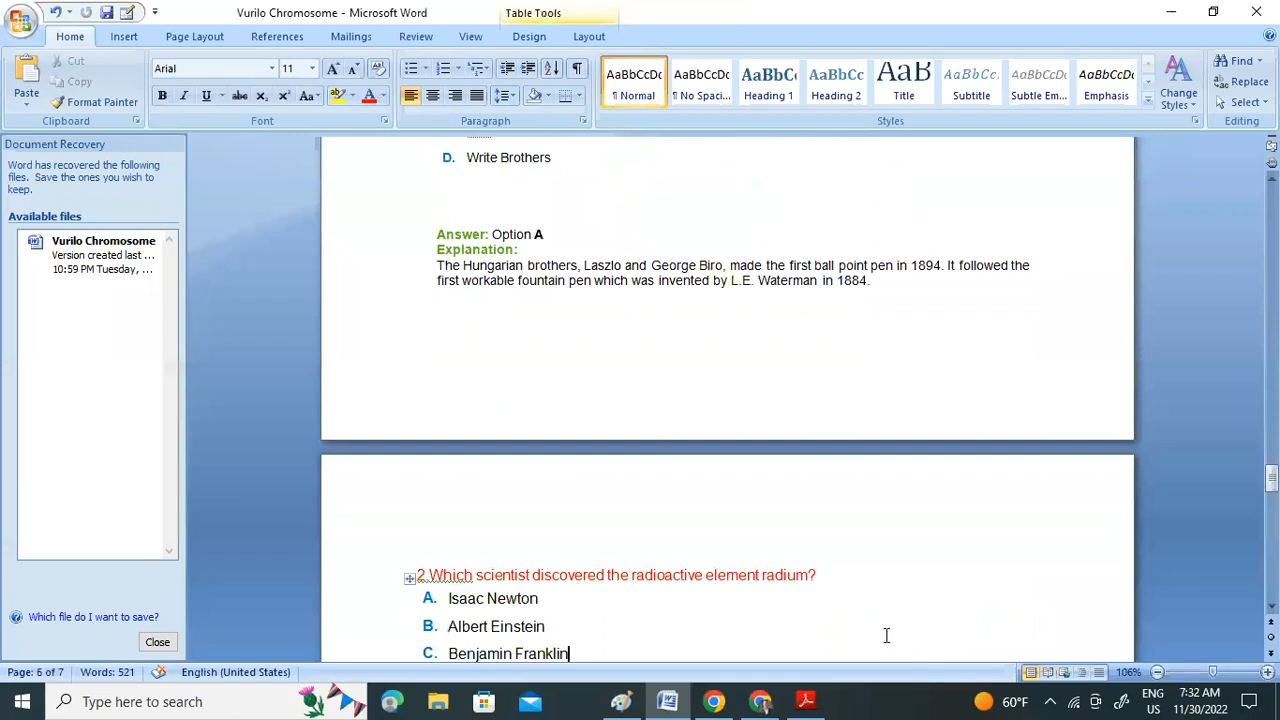 Vurilo Chromosome - Microsoft Word
Table Tools
Home Insert Page Layout References Mailings Review View Design Layout
Paste
Cut
Copy
Format Painter
Clipboard
Arial 11
Font
Paragraph
AaBbCcDc AaBbCcDc AaBbC AaBbCc AaB AaBbCc. AaBbCcDc AaBbCcDc
¶ Normal ¶ No Spaci... Heading 1 Heading 2 Title Subtitle Subtle Em... Emphasis
Change
Styles
Styles
Find
Replace
Select
Editing
Document Recovery
Word has recovered the following
files. Save the ones you wish to
keep.
Available files
Vurilo Chromosome
Version created last ...
10:59 PM Tuesday, ...
Which file do I want to save?
Close
D. Write Brothers
Answer: Option A
Explanation:
The Hungarian brothers, Laszlo and George Biro, made the first ball point pen in 1894. It followed the
first workable fountain pen which was invented by L.E. Waterman in 1884.
2.Which scientist discovered the radioactive element radium?
A. Isaac Newton
B. Albert Einstein
C. Benjamin Franklin
Page: 6 of 7 Words: 521 English (United States) 106%
Type here to search
60°F
ENG
US
7:32 AM
11/30/2022